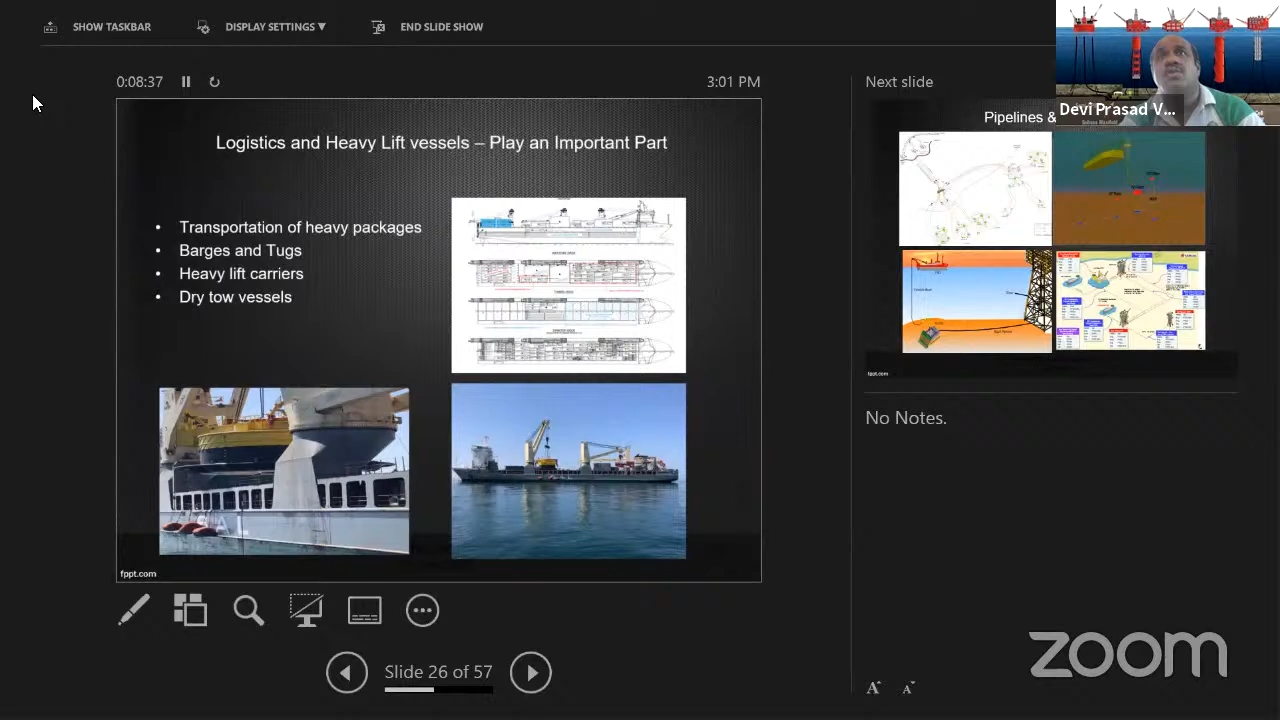 SHOW TASKBAR
DISPLAY SETTINGS ▼
END SLIDE SHOW
0:08:37
3:01 PM
Next slide
Devi Prasad V...
Logistics and Heavy Lift vessels – Play an Important Part
• Transportation of heavy packages
• Barges and Tugs
• Heavy lift carriers
• Dry tow vessels
fppt.com
Pipelines &
fppt.com
No Notes.
Slide 26 of 57
A A
zoom